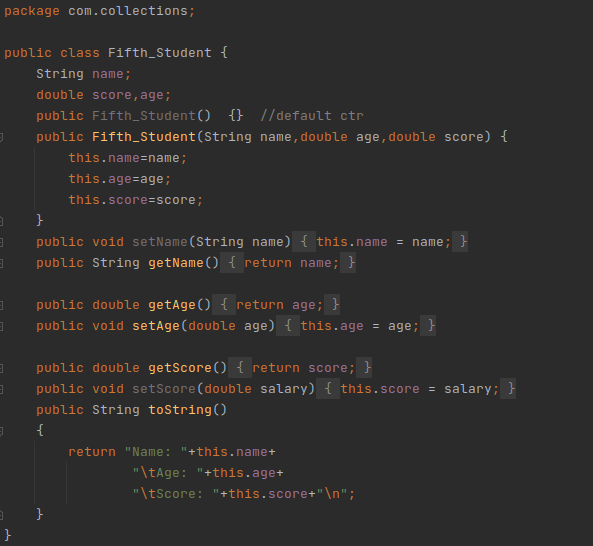 package com.collections;
public class Fifth_Student {
String name;
double score,age;
public Fifth_Student()  {}  //default ctr
public Fifth_Student(String name,double age,double score) {
this.name=name;
this.age=age;
this.score=score;
}
public void setName(String name) { this.name = name; }
public String getName() { return name; }
public double getAge() { return age; }
public void setAge(double age) { this.age = age; }
public double getScore() { return score; }
public void setScore(double salary) { this.score = salary; }
public String toString()
{
return "Name: "+this.name+
"\tAge: "+this.age+
"\tScore: "+this.score+"\n";
}
}